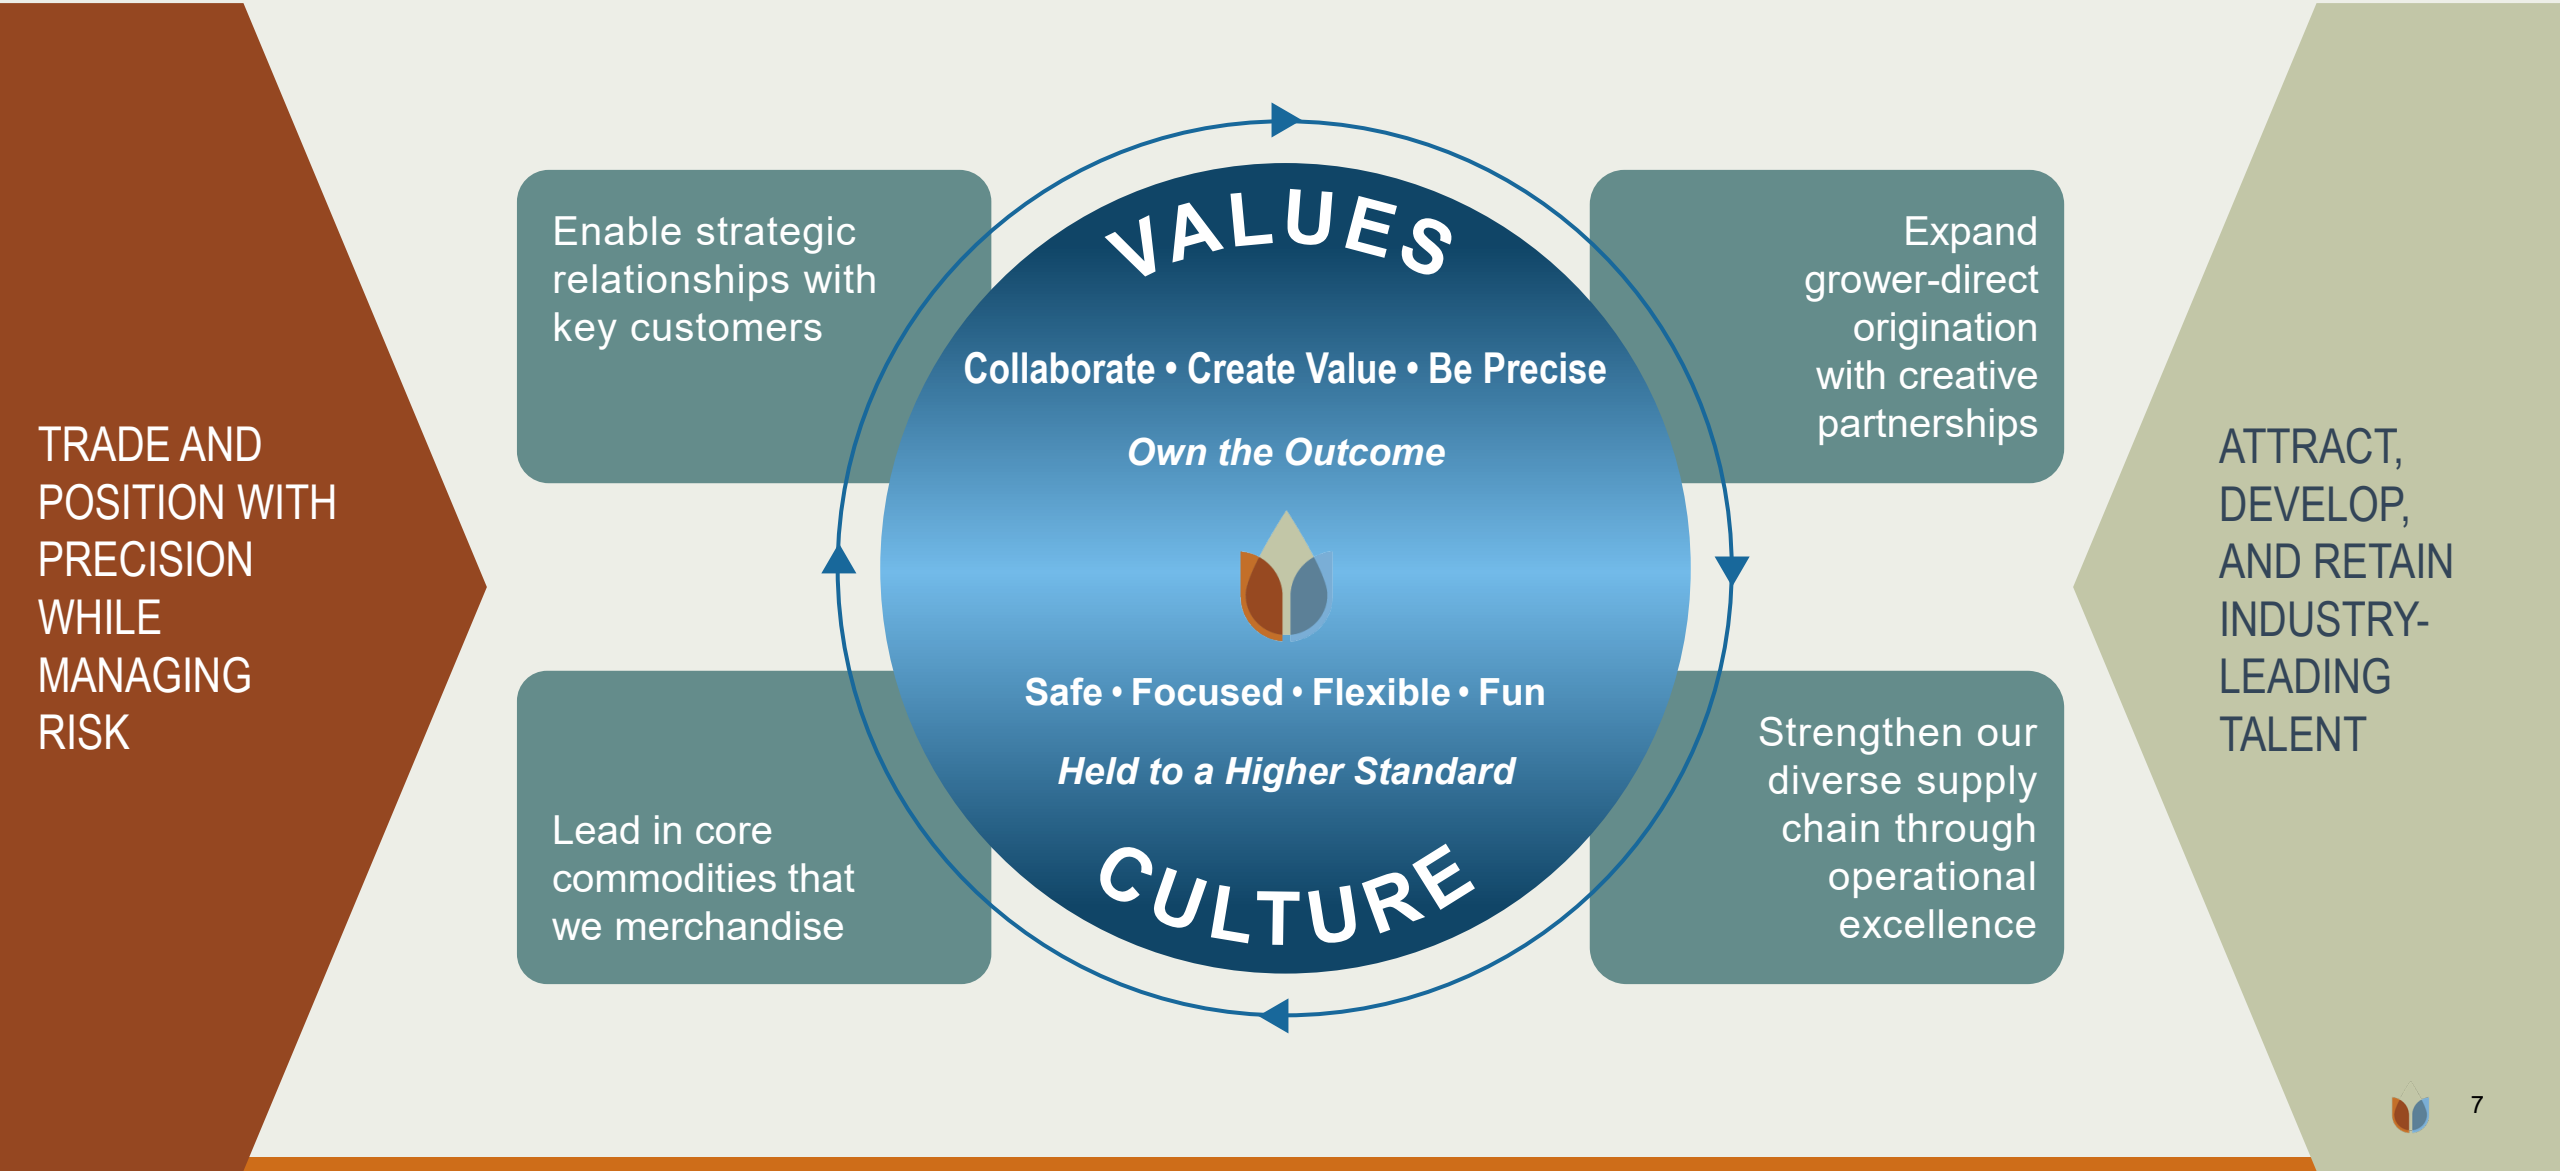 TRADE AND
POSITION WITH
PRECISION
WHILE
MANAGING
RISK
Enable strategic
relationships with
key customers
Lead in core
commodities that
we merchandise
VALUES
Collaborate • Create Value • Be Precise
Own the Outcome
Safe • Focused • Flexible • Fun
Held to a Higher Standard
CULTURE
Expand
grower-direct
origination
with creative
partnerships
Strengthen our
diverse supply
chain through
operational
excellence
ATTRACT,
DEVELOP,
AND RETAIN
INDUSTRY-
LEADING
TALENT
7